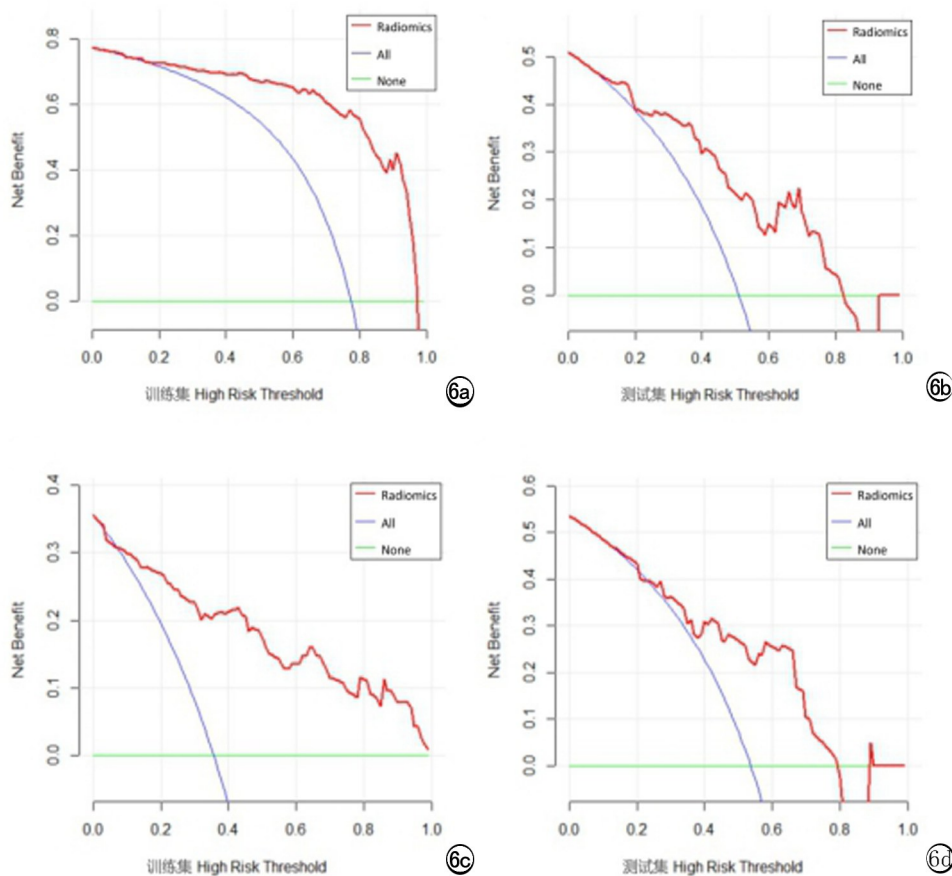 Radiomics
All
None
0.8
0.6
0.4
0.2
0.0
Net Benefit
0.0 0.2 0.4 0.6 0.8 1.0
训练集 High Risk Threshold
6a
Radiomics
All
None
0.5
0.4
0.3
0.2
0.1
0.0
Net Benefit
0.0 0.2 0.4 0.6 0.8 1.0
测试集 High Risk Threshold
6b
Radiomics
All
None
0.4
0.3
0.2
0.1
0.0
Net Benefit
0.0 0.2 0.4 0.6 0.8 1.0
训练集 High Risk Threshold
6c
Radiomics
All
None
0.6
0.5
0.4
0.3
0.2
0.1
0.0
Net Benefit
0.0 0.2 0.4 0.6 0.8 1.0
测试集 High Risk Threshold
6d